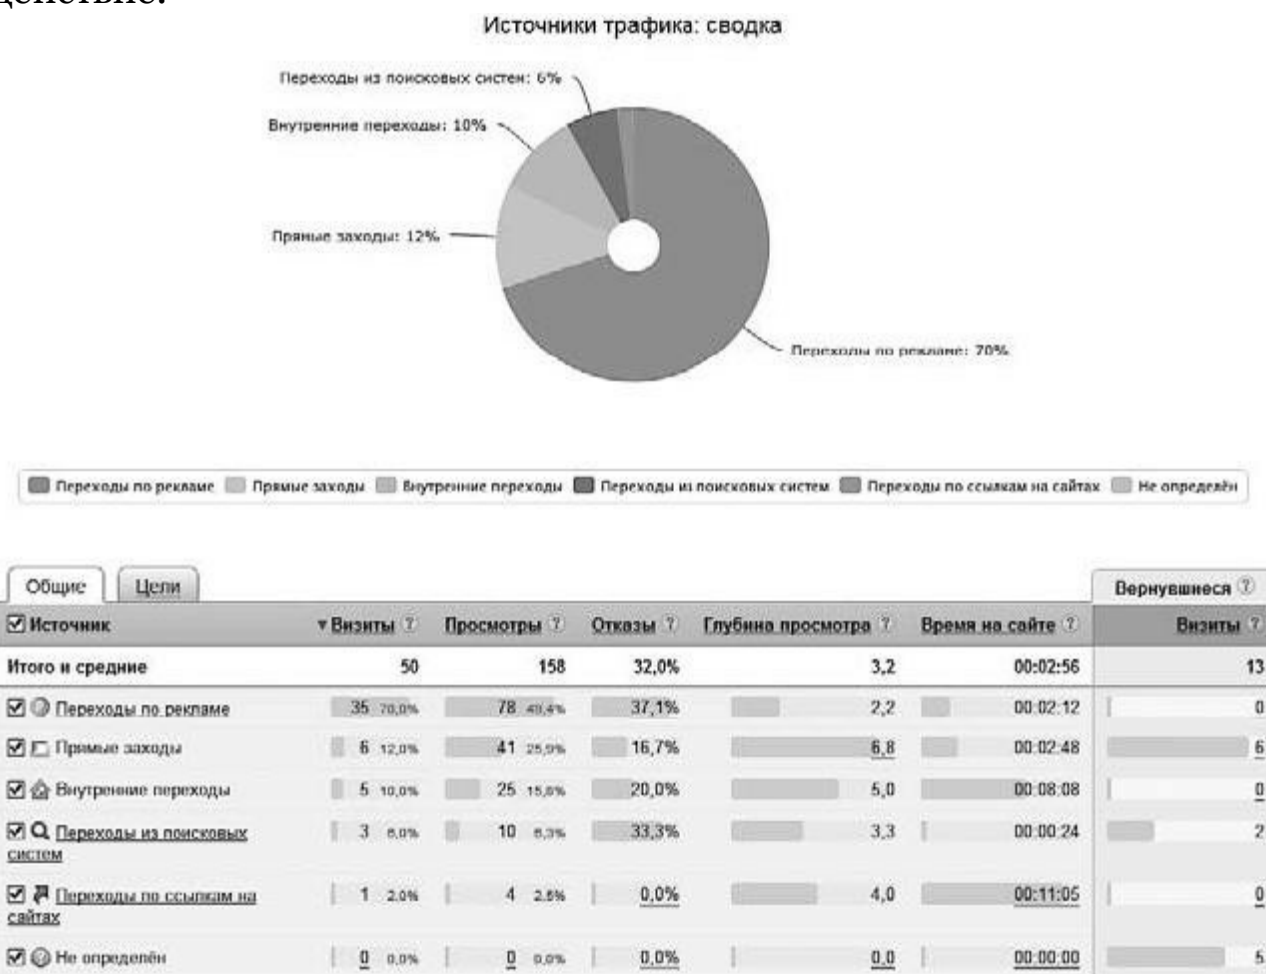 действие.
Источники трафика: сводка
Переходы из поисковых систем: 6%
Внутренние переходы: 10%
Прямые заходы: 12%
Переходы по рекламе: 70%
Переходы по рекламе Прямые заходы Внутренние переходы Переходы из поисковых систем Переходы по ссылкам на сайтах Не определён
Общие Цели Вернувшиеся ?
Источник ▼ Визиты ? Просмотры ? Отказы ? Глубина просмотра ? Время на сайте ? Визиты ?
Итого и средние 50 158 32,0% 3,2 00:02:56 13
Переходы по рекламе 35 70,0% 78 49,4% 37,1% 2,2 00:02:12 0
Прямые заходы 6 12,0% 41 25,9% 16,7% 6,8 00:02:48 6
Внутренние переходы 5 10,0% 25 15,8% 20,0% 5,0 00:08:08 0
Переходы из поисковых 3 6,0% 10 6,3% 33,3% 3,3 00:00:24 2
систем
Переходы по ссылкам на 1 2.0% 4 2.5% 0,0% 4,0 00:11:05 0
сайтах
Не определён 0 0,0% 0 0,0% 0,0% 0,0 00:00:00 5